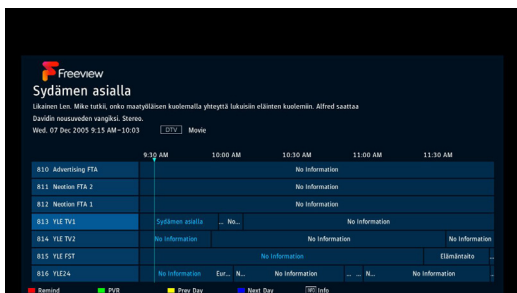 Freeview
Sydämen asialla
Likainen Len. Mike tutkii, onko maatyöläisen kuolemalla yhteyttä lukuisiin eläinten kuolemiin. Alfred saattaa
Davidin nousuveden vangiksi. Stereo.
Wed. 07 Dec 2005 9:15 AM-10:03 DTV Movie
9:30 AM 10:00 AM 10:30 AM 11:00 AM 11:30 AM
810 Advertising FTA No Information
811 Neotion FTA 2 No Information
812 Neotion FTA 1 No Information
813 YLE TV1 Sydämen asialla ... No... No Information
814 YLE TV2 No Information No Information No Information
815 YLE FST No Information Elämäntaito ...
816 YLE24 No Information Eur... N... No Information ... ... N... No Information ...
Remind PVR Prev Day Next Day INFO Info